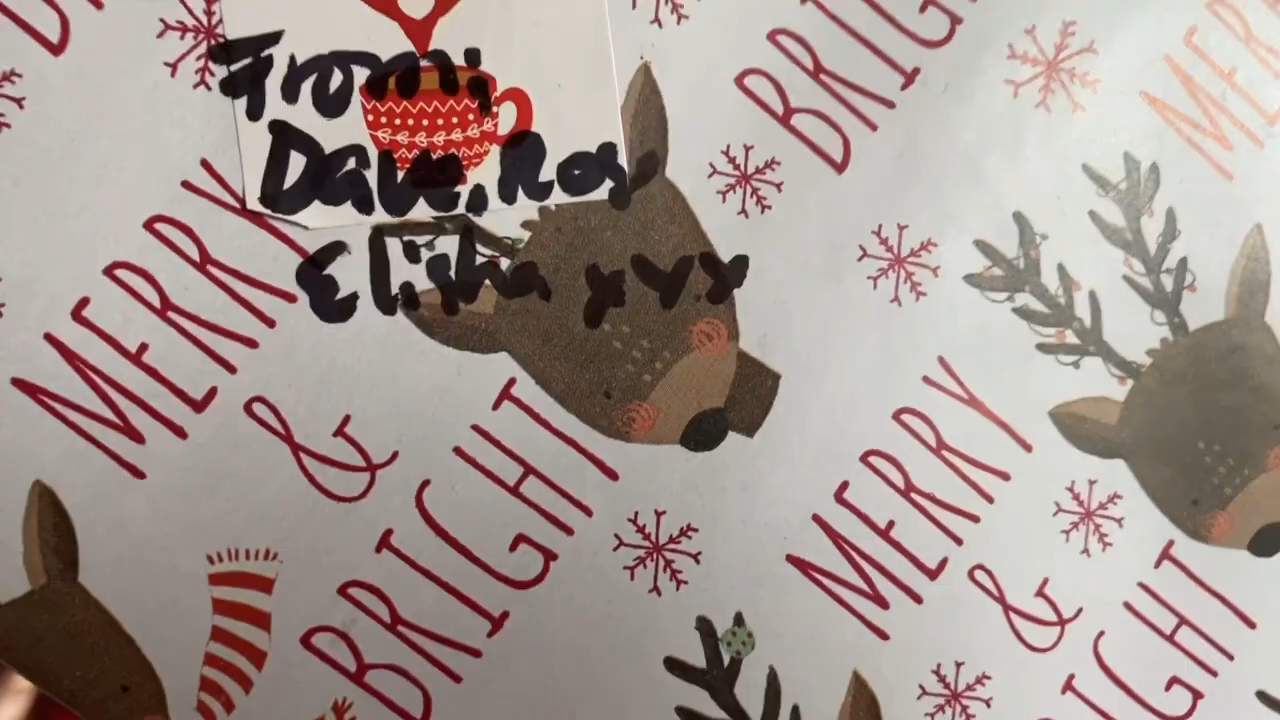 From;
Dave, Ros
Elisha xxx
BRIGHT
MERRY
&
BRIGHT
MERRY
&
BRIGHT